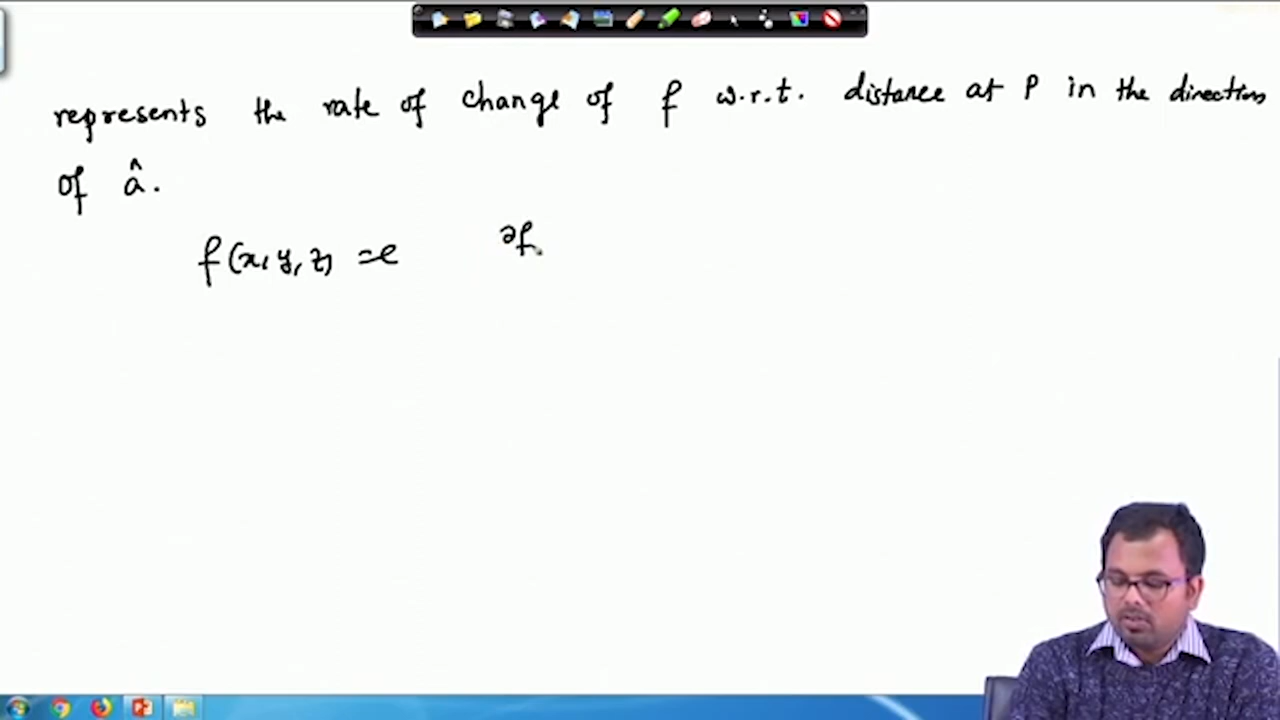 represents the rate of change of f w.r.t. distance at P in the direction
of â.
f(x, y, z) = c ∂f